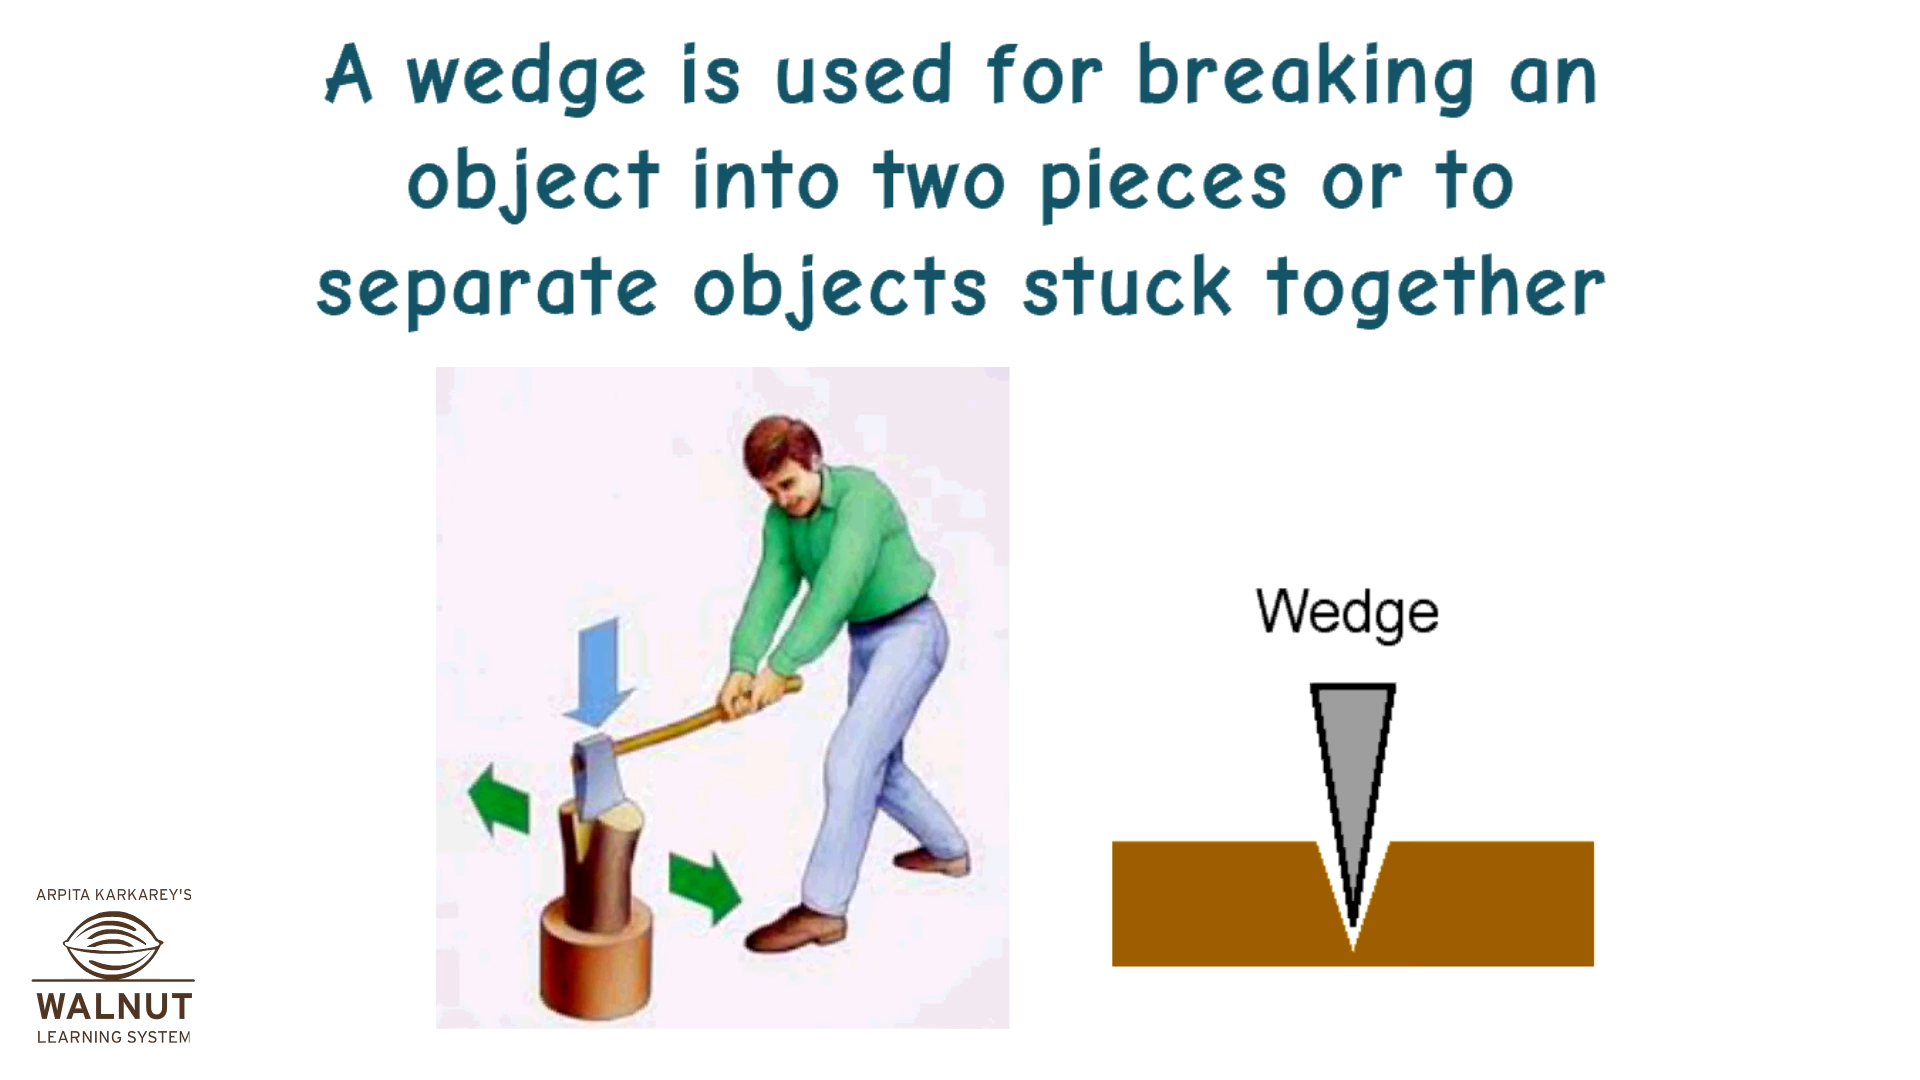 A wedge is used for breaking an
object into two pieces or to
separate objects stuck together
Wedge
ARPITA KARKAREY'S
WALNUT
LEARNING SYSTEM